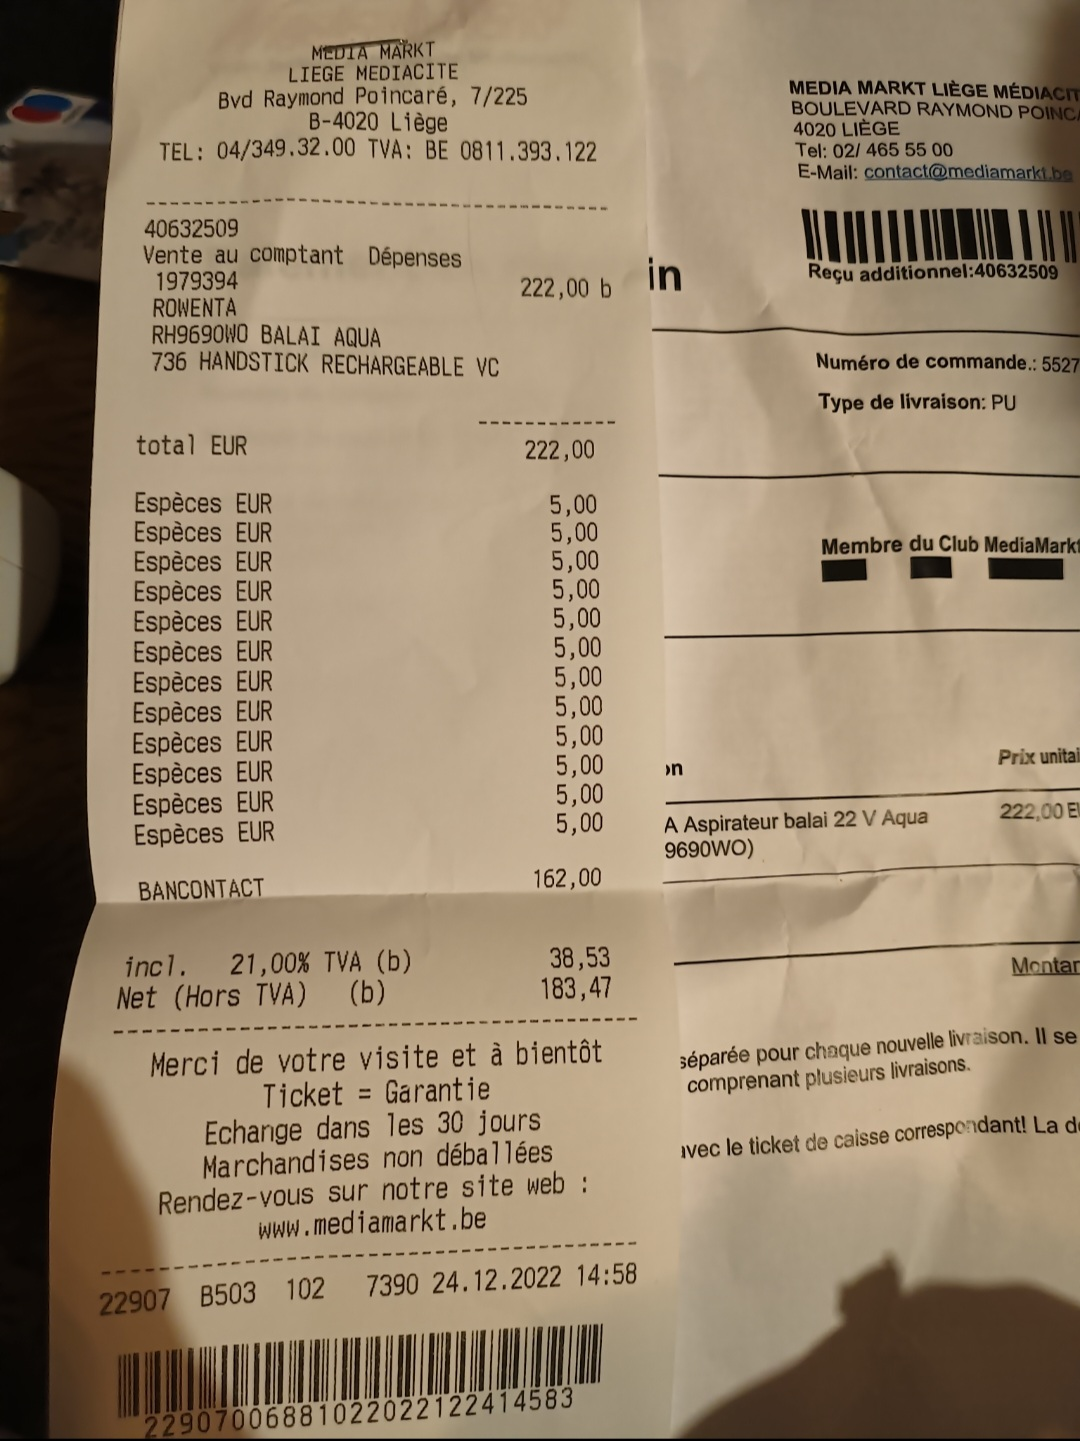 MEDIA MARKT
LIEGE MEDIACITE
Bvd Raymond Poincaré, 7/225
B-4020 Liège
TEL: 04/349.32.00 TVA: BE 0811.393.122
40632509
Vente au comptant Dépenses
1979394 222,00 b
ROWENTA
RH9690WO BALAI AQUA
736 HANDSTICK RECHARGEABLE VC
total EUR 222,00
Espèces EUR 5,00
Espèces EUR 5,00
Espèces EUR 5,00
Espèces EUR 5,00
Espèces EUR 5,00
Espèces EUR 5,00
Espèces EUR 5,00
Espèces EUR 5,00
Espèces EUR 5,00
Espèces EUR 5,00
Espèces EUR 5,00
Espèces EUR 5,00
BANCONTACT 162,00
incl. 21,00% TVA (b) 38,53
Net (Hors TVA) (b) 183,47
Merci de votre visite et à bientôt
Ticket = Garantie
Echange dans les 30 jours
Marchandises non déballées
Rendez-vous sur notre site web :
www.mediamarkt.be
22907 B503 102 7390 24.12.2022 14:58
22907006881022022122414583
MEDIA MARKT LIÈGE MÉDIACIT
BOULEVARD RAYMOND POINC
4020 LIÈGE
Tel: 02/ 465 55 00
E-Mail: contact@mediamarkt.be
Reçu additionnel:40632509
in
Numéro de commande.: 5527
Type de livraison: PU
Membre du Club MediaMarkt
on Prix unitai
A Aspirateur balai 22 V Aqua 222,00 E
9690WO)
Montan
séparée pour chaque nouvelle livraison. Il se
comprenant plusieurs livraisons.
avec le ticket de caisse correspondant! La d